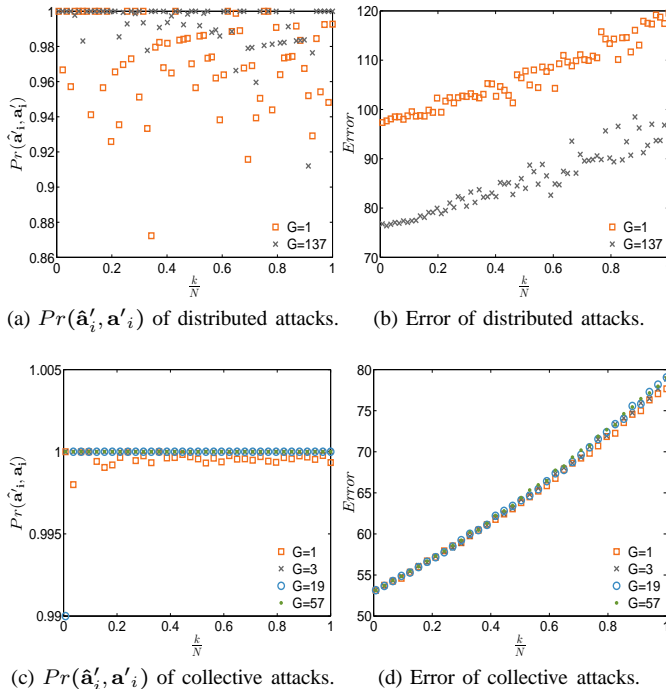 1
0.98
0.96
0.94
0.92
0.9
0.88
0.86
0 0.2 0.4 0.6 0.8 1
Pr(â'ᵢ, a'ᵢ)
k/N
G=1
G=137
120
110
100
90
80
70
0 0.2 0.4 0.6 0.8 1
Error
k/N
G=1
G=137
(a) Pr(â'ᵢ, a'ᵢ) of distributed attacks.
(b) Error of distributed attacks.
1.005
1
0.995
0.99
0 0.2 0.4 0.6 0.8 1
Pr(â'ᵢ, a'ᵢ)
k/N
G=1
G=3
G=19
G=57
80
75
70
65
60
55
50
0 0.2 0.4 0.6 0.8 1
Error
k/N
G=1
G=3
G=19
G=57
(c) Pr(â'ᵢ, a'ᵢ) of collective attacks.
(d) Error of collective attacks.